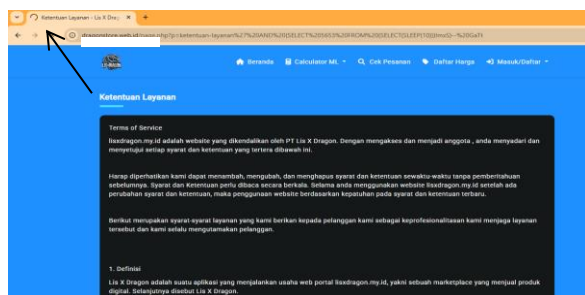 Ketentuan Layanan - Lis X Drag
Beranda Calculator ML Cek Pesanan Daftar Harga Masuk/Daftar
Ketentuan Layanan
Terms of Service
lisxdragon.my.id adalah website yang dikendalikan oleh PT Lis X Dragon. Dengan mengakses dan menjadi anggota , anda menyadari dan
menyetujui setiap syarat dan ketentuan yang tertera dibawah ini.
Harap diperhatikan kami dapat menambah, mengubah, dan menghapus syarat dan ketentuan sewaktu-waktu tanpa pemberitahuan
sebelumnya. Syarat dan Ketentuan perlu dibaca secara berkala. Selama anda menggunakan website lisxdragon.my.id setelah ada
perubahan syarat dan ketentuan, maka penggunaan website berdasarkan kepatuhan pada syarat dan ketentuan terbaru.
Berikut merupakan syarat-syarat layanan yang kami berikan kepada pelanggan kami sebagai keprofesionalitasan kami menjaga layanan
tersebut dan kami selalu mengutamakan pelanggan.
1. Definisi
Lis X Dragon adalah suatu aplikasi yang menjalankan usaha web portal lisxdragon.my.id, yakni sebuah marketplace yang menjual produk
digital. Selanjutnya disebut Lis X Dragon.